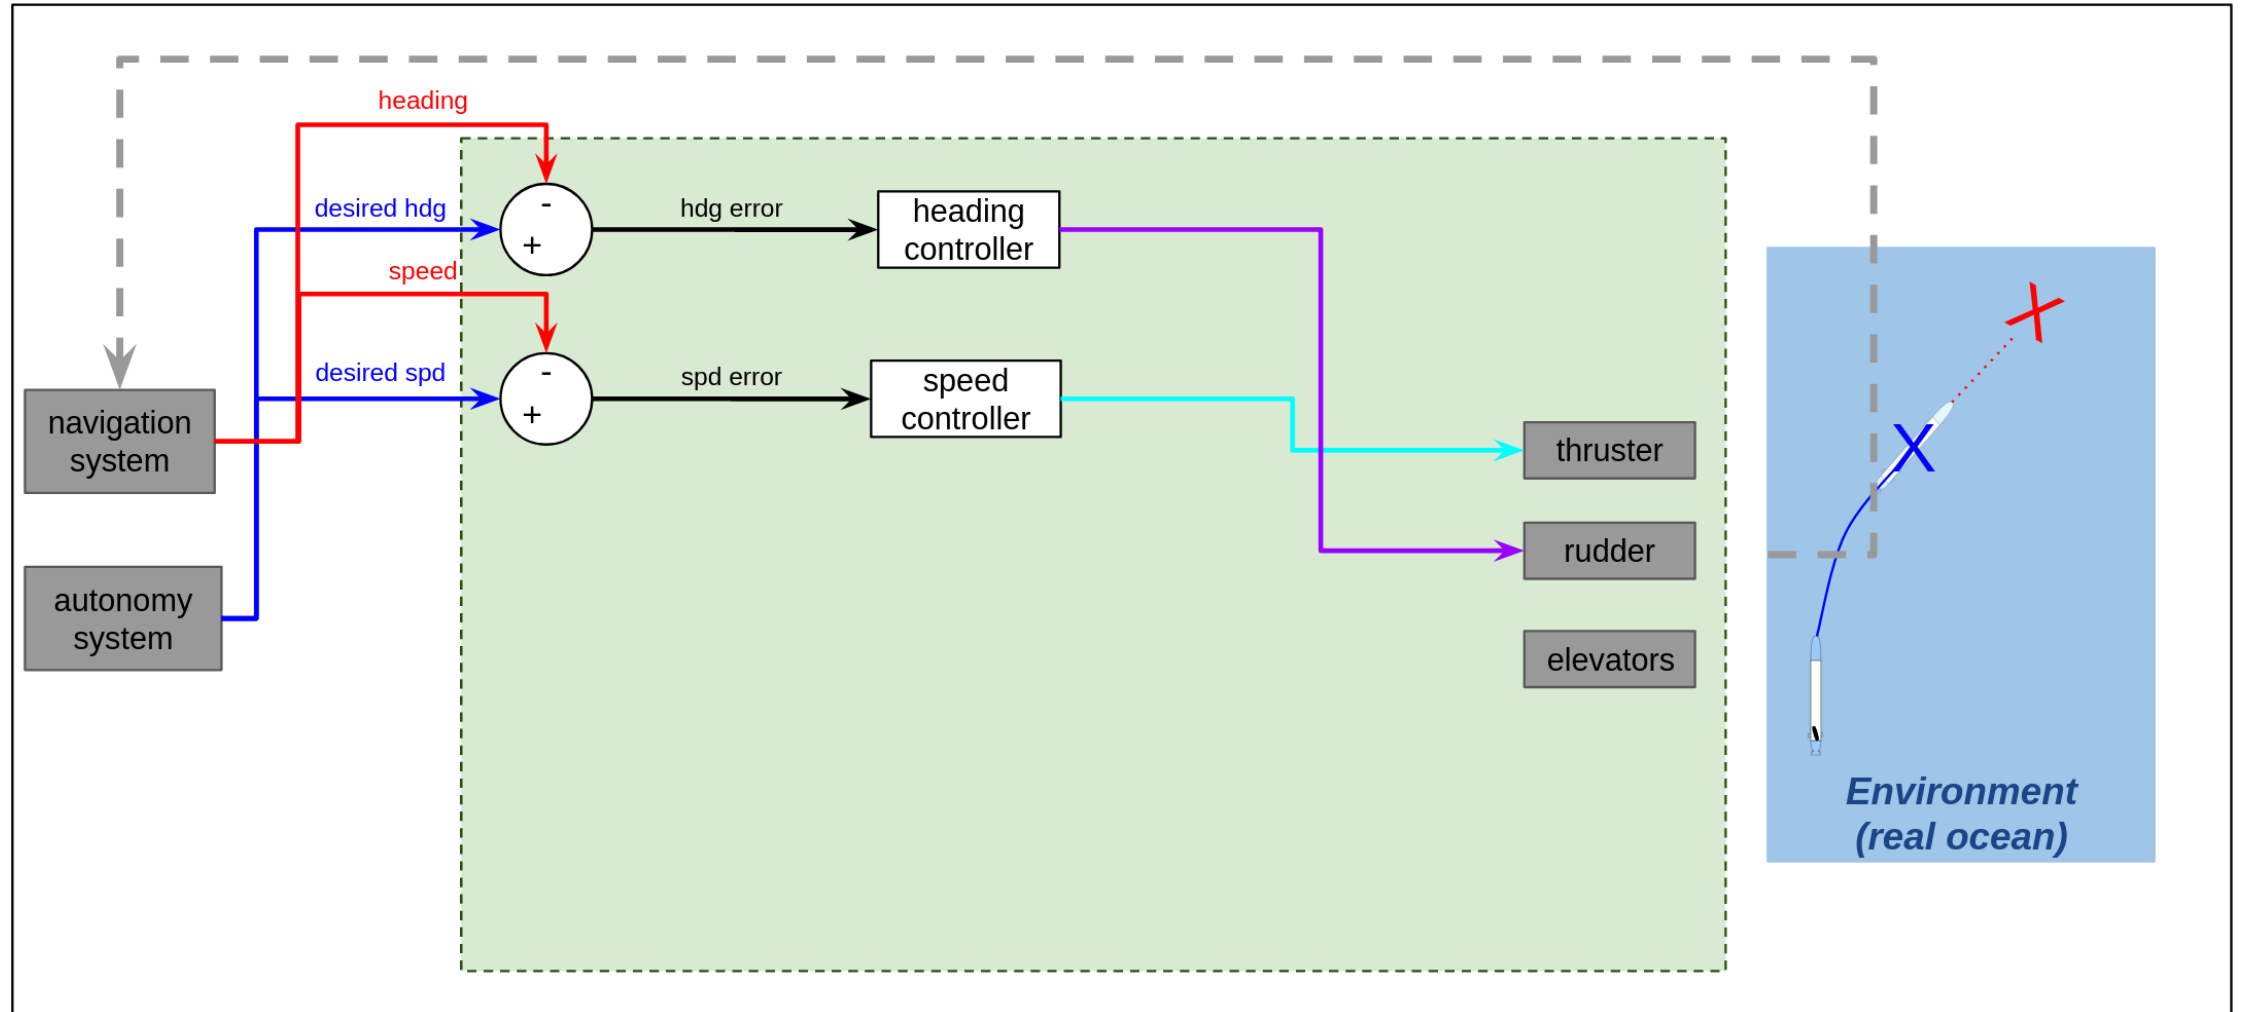 heading
desired hdg
-
+
hdg error
heading
controller
speed
desired spd
-
+
spd error
speed
controller
navigation
system
thruster
rudder
autonomy
system
elevators
Environment
(real ocean)